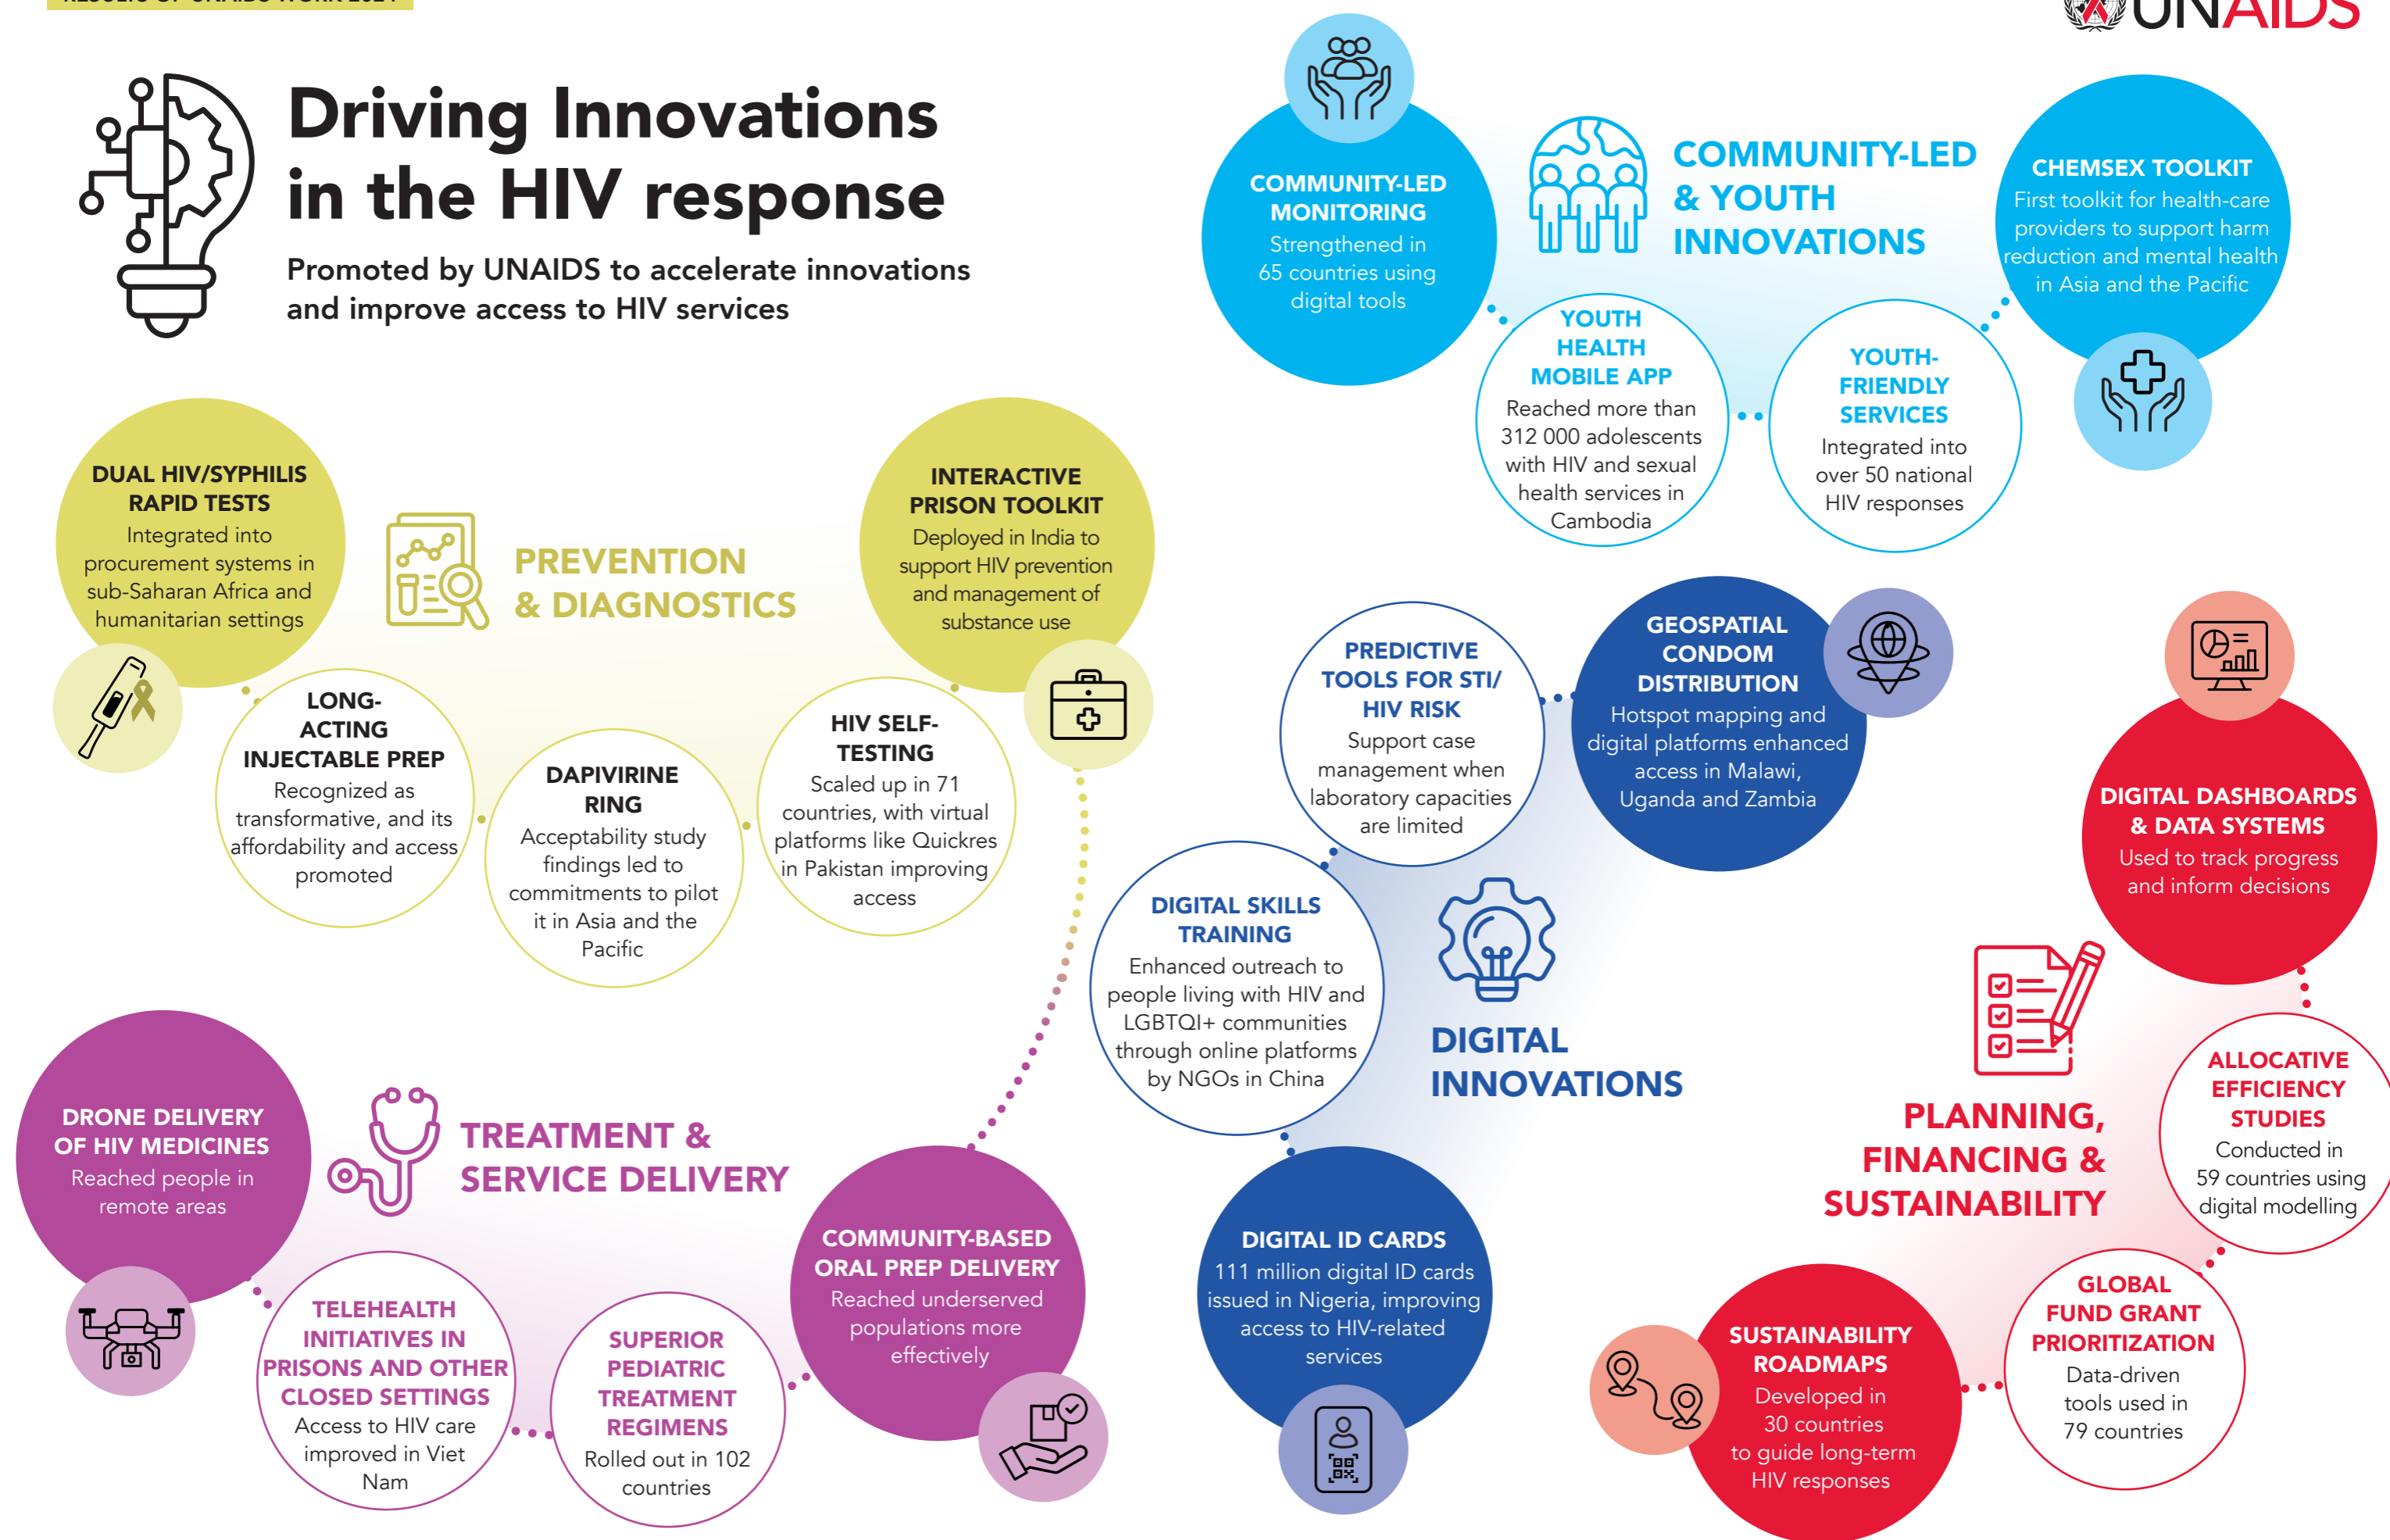 RESULTS OF UNAIDS WORK 2024
UNAIDS
Driving Innovations
in the HIV response
Promoted by UNAIDS to accelerate innovations
and improve access to HIV services
COMMUNITY-LED
& YOUTH
INNOVATIONS
COMMUNITY-LED
MONITORING
Strengthened in
65 countries using
digital tools
YOUTH
HEALTH
MOBILE APP
Reached more than
312 000 adolescents
with HIV and sexual
health services in
Cambodia
YOUTH-
FRIENDLY
SERVICES
Integrated into
over 50 national
HIV responses
CHEMSEX TOOLKIT
First toolkit for health-care
providers to support harm
reduction and mental health
in Asia and the Pacific
PREVENTION
& DIAGNOSTICS
DUAL HIV/SYPHILIS
RAPID TESTS
Integrated into
procurement systems in
sub-Saharan Africa and
humanitarian settings
LONG-
ACTING
INJECTABLE PREP
Recognized as
transformative, and its
affordability and access
promoted
DAPIVIRINE
RING
Acceptability study
findings led to
commitments to pilot
it in Asia and the
Pacific
HIV SELF-
TESTING
Scaled up in 71
countries, with virtual
platforms like Quickres
in Pakistan improving
access
INTERACTIVE
PRISON TOOLKIT
Deployed in India to
support HIV prevention
and management of
substance use
TREATMENT &
SERVICE DELIVERY
DRONE DELIVERY
OF HIV MEDICINES
Reached people in
remote areas
TELEHEALTH
INITIATIVES IN
PRISONS AND OTHER
CLOSED SETTINGS
Access to HIV care
improved in Viet
Nam
SUPERIOR
PEDIATRIC
TREATMENT
REGIMENS
Rolled out in 102
countries
COMMUNITY-BASED
ORAL PREP DELIVERY
Reached underserved
populations more
effectively
DIGITAL
INNOVATIONS
PREDICTIVE
TOOLS FOR STI/
HIV RISK
Support case
management when
laboratory capacities
are limited
GEOSPATIAL
CONDOM
DISTRIBUTION
Hotspot mapping and
digital platforms enhanced
access in Malawi,
Uganda and Zambia
DIGITAL SKILLS
TRAINING
Enhanced outreach to
people living with HIV and
LGBTQI+ communities
through online platforms
by NGOs in China
DIGITAL ID CARDS
111 million digital ID cards
issued in Nigeria, improving
access to HIV-related
services
PLANNING,
FINANCING &
SUSTAINABILITY
DIGITAL DASHBOARDS
& DATA SYSTEMS
Used to track progress
and inform decisions
ALLOCATIVE
EFFICIENCY
STUDIES
Conducted in
59 countries using
digital modelling
GLOBAL
FUND GRANT
PRIORITIZATION
Data-driven
tools used in
79 countries
SUSTAINABILITY
ROADMAPS
Developed in
30 countries
to guide long-term
HIV responses